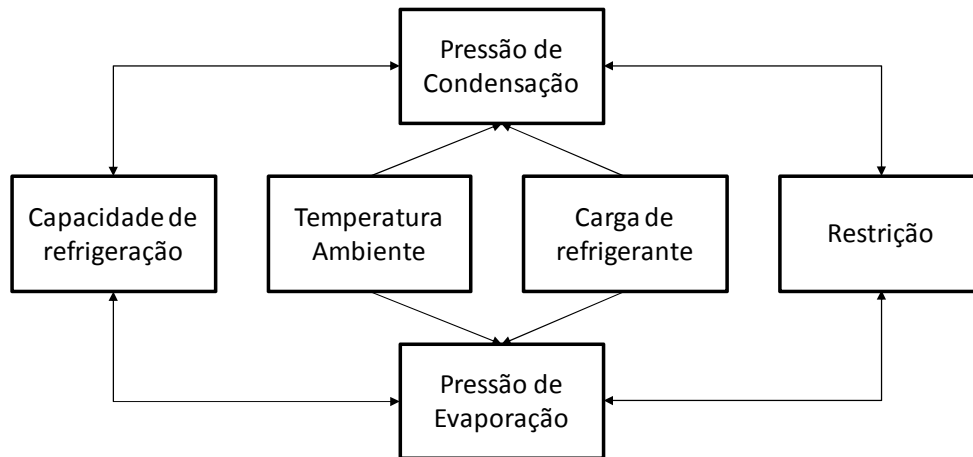 Pressão de
Condensação
Capacidade de
refrigeração
Temperatura
Ambiente
Carga de
refrigerante
Restrição
Pressão de
Evaporação